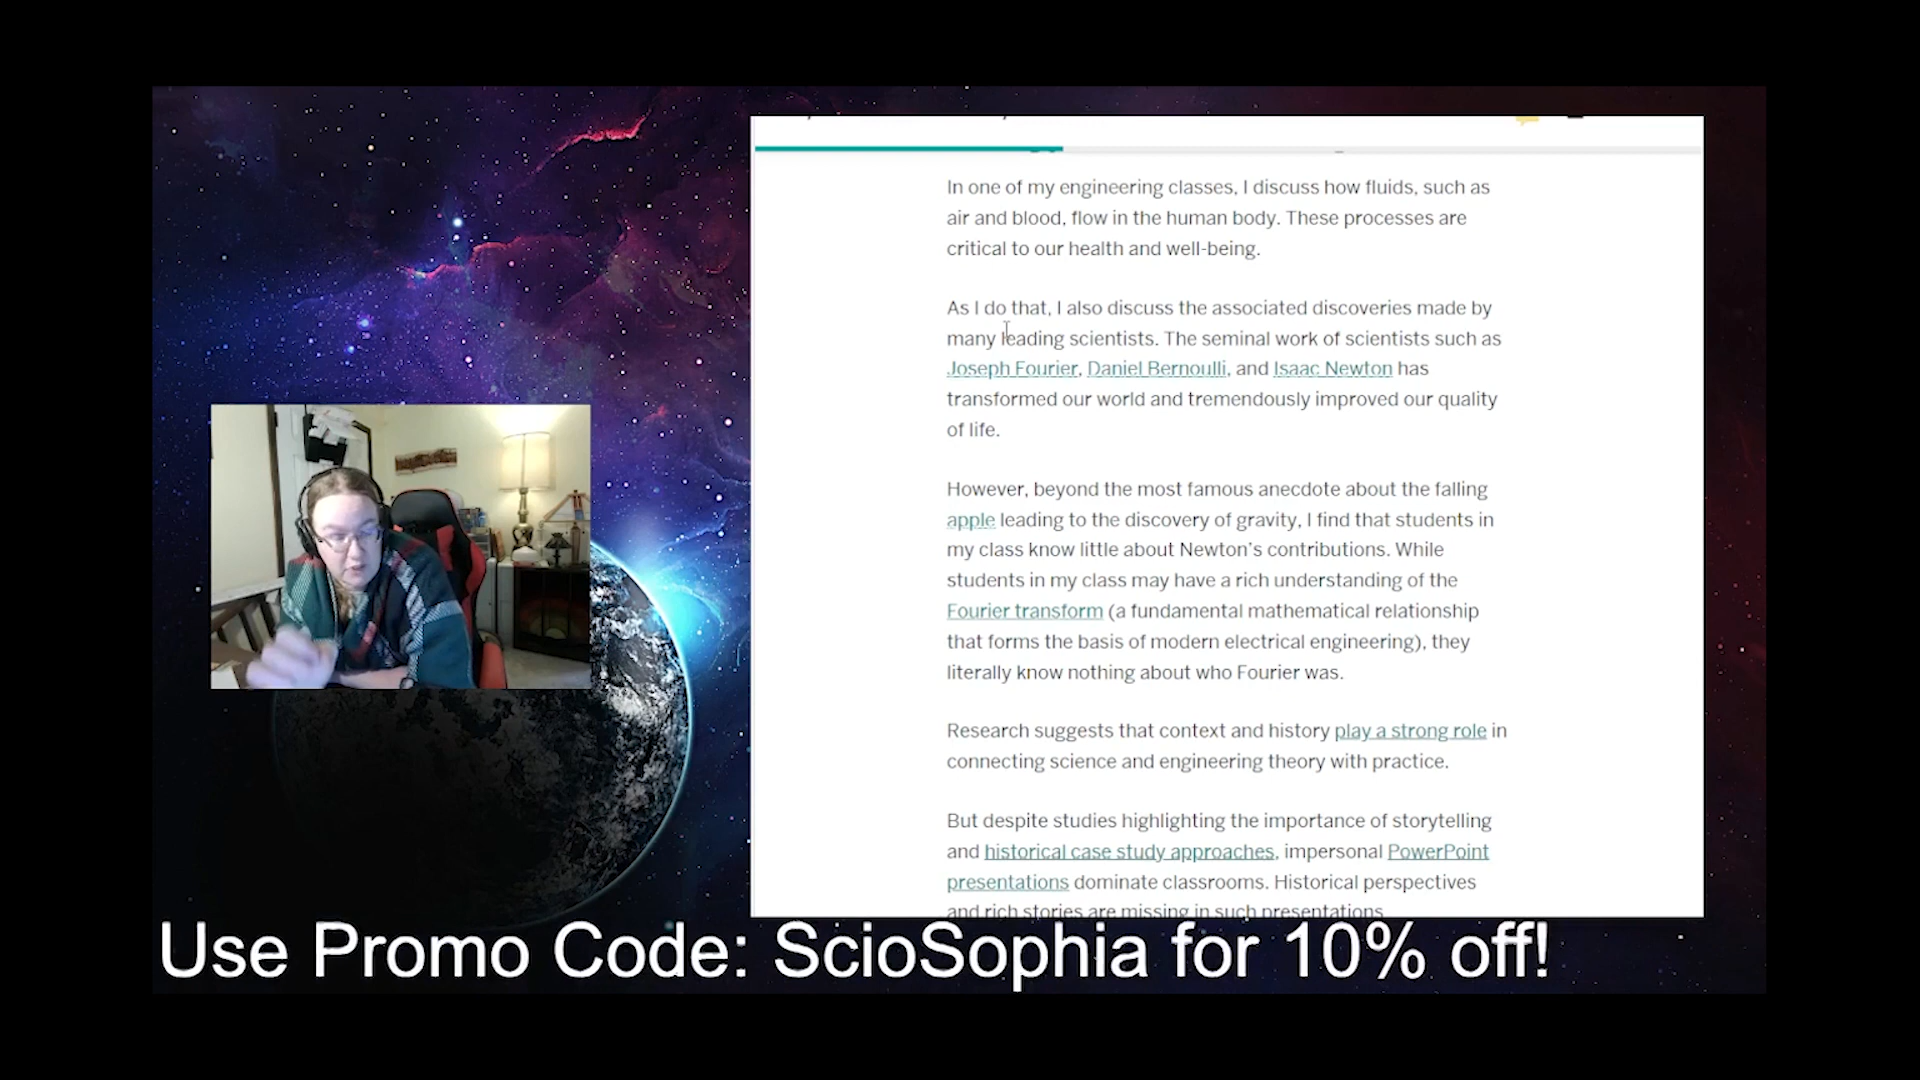 In one of my engineering classes, I discuss how fluids, such as
air and blood, flow in the human body. These processes are
critical to our health and well-being.
As I do that, I also discuss the associated discoveries made by
many leading scientists. The seminal work of scientists such as
Joseph Fourier, Daniel Bernoulli, and Isaac Newton has
transformed our world and tremendously improved our quality
of life.
However, beyond the most famous anecdote about the falling
apple leading to the discovery of gravity, I find that students in
my class know little about Newton's contributions. While
students in my class may have a rich understanding of the
Fourier transform (a fundamental mathematical relationship
that forms the basis of modern electrical engineering), they
literally know nothing about who Fourier was.
Research suggests that context and history play a strong role in
connecting science and engineering theory with practice.
But despite studies highlighting the importance of storytelling
and historical case study approaches, impersonal PowerPoint
presentations dominate classrooms. Historical perspectives
and rich stories are missing in such presentations
Use Promo Code: ScioSophia for 10% off!